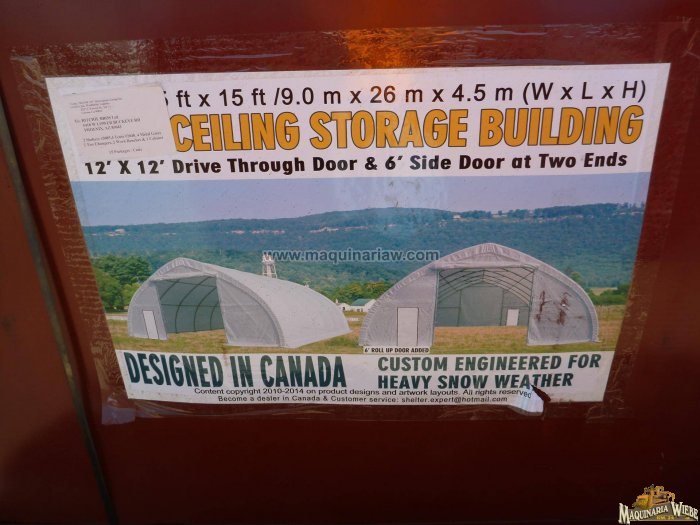 5 ft x 15 ft /9.0 m x 26 m x 4.5 m (W x L x H)
CEILING STORAGE BUILDING
12' X 12' Drive Through Door & 6' Side Door at Two Ends
www.maquinariaw.com
6' ROLL UP DOOR ADDED
DESIGNED IN CANADA
CUSTOM ENGINEERED FOR
HEAVY SNOW WEATHER
Content copyright 2010-2014 on product designs and artwork layouts. All rights reserved
Become a dealer in Canada & Customer service: shelter.expert@hotmail.com
MAQUINARIA WIEBE